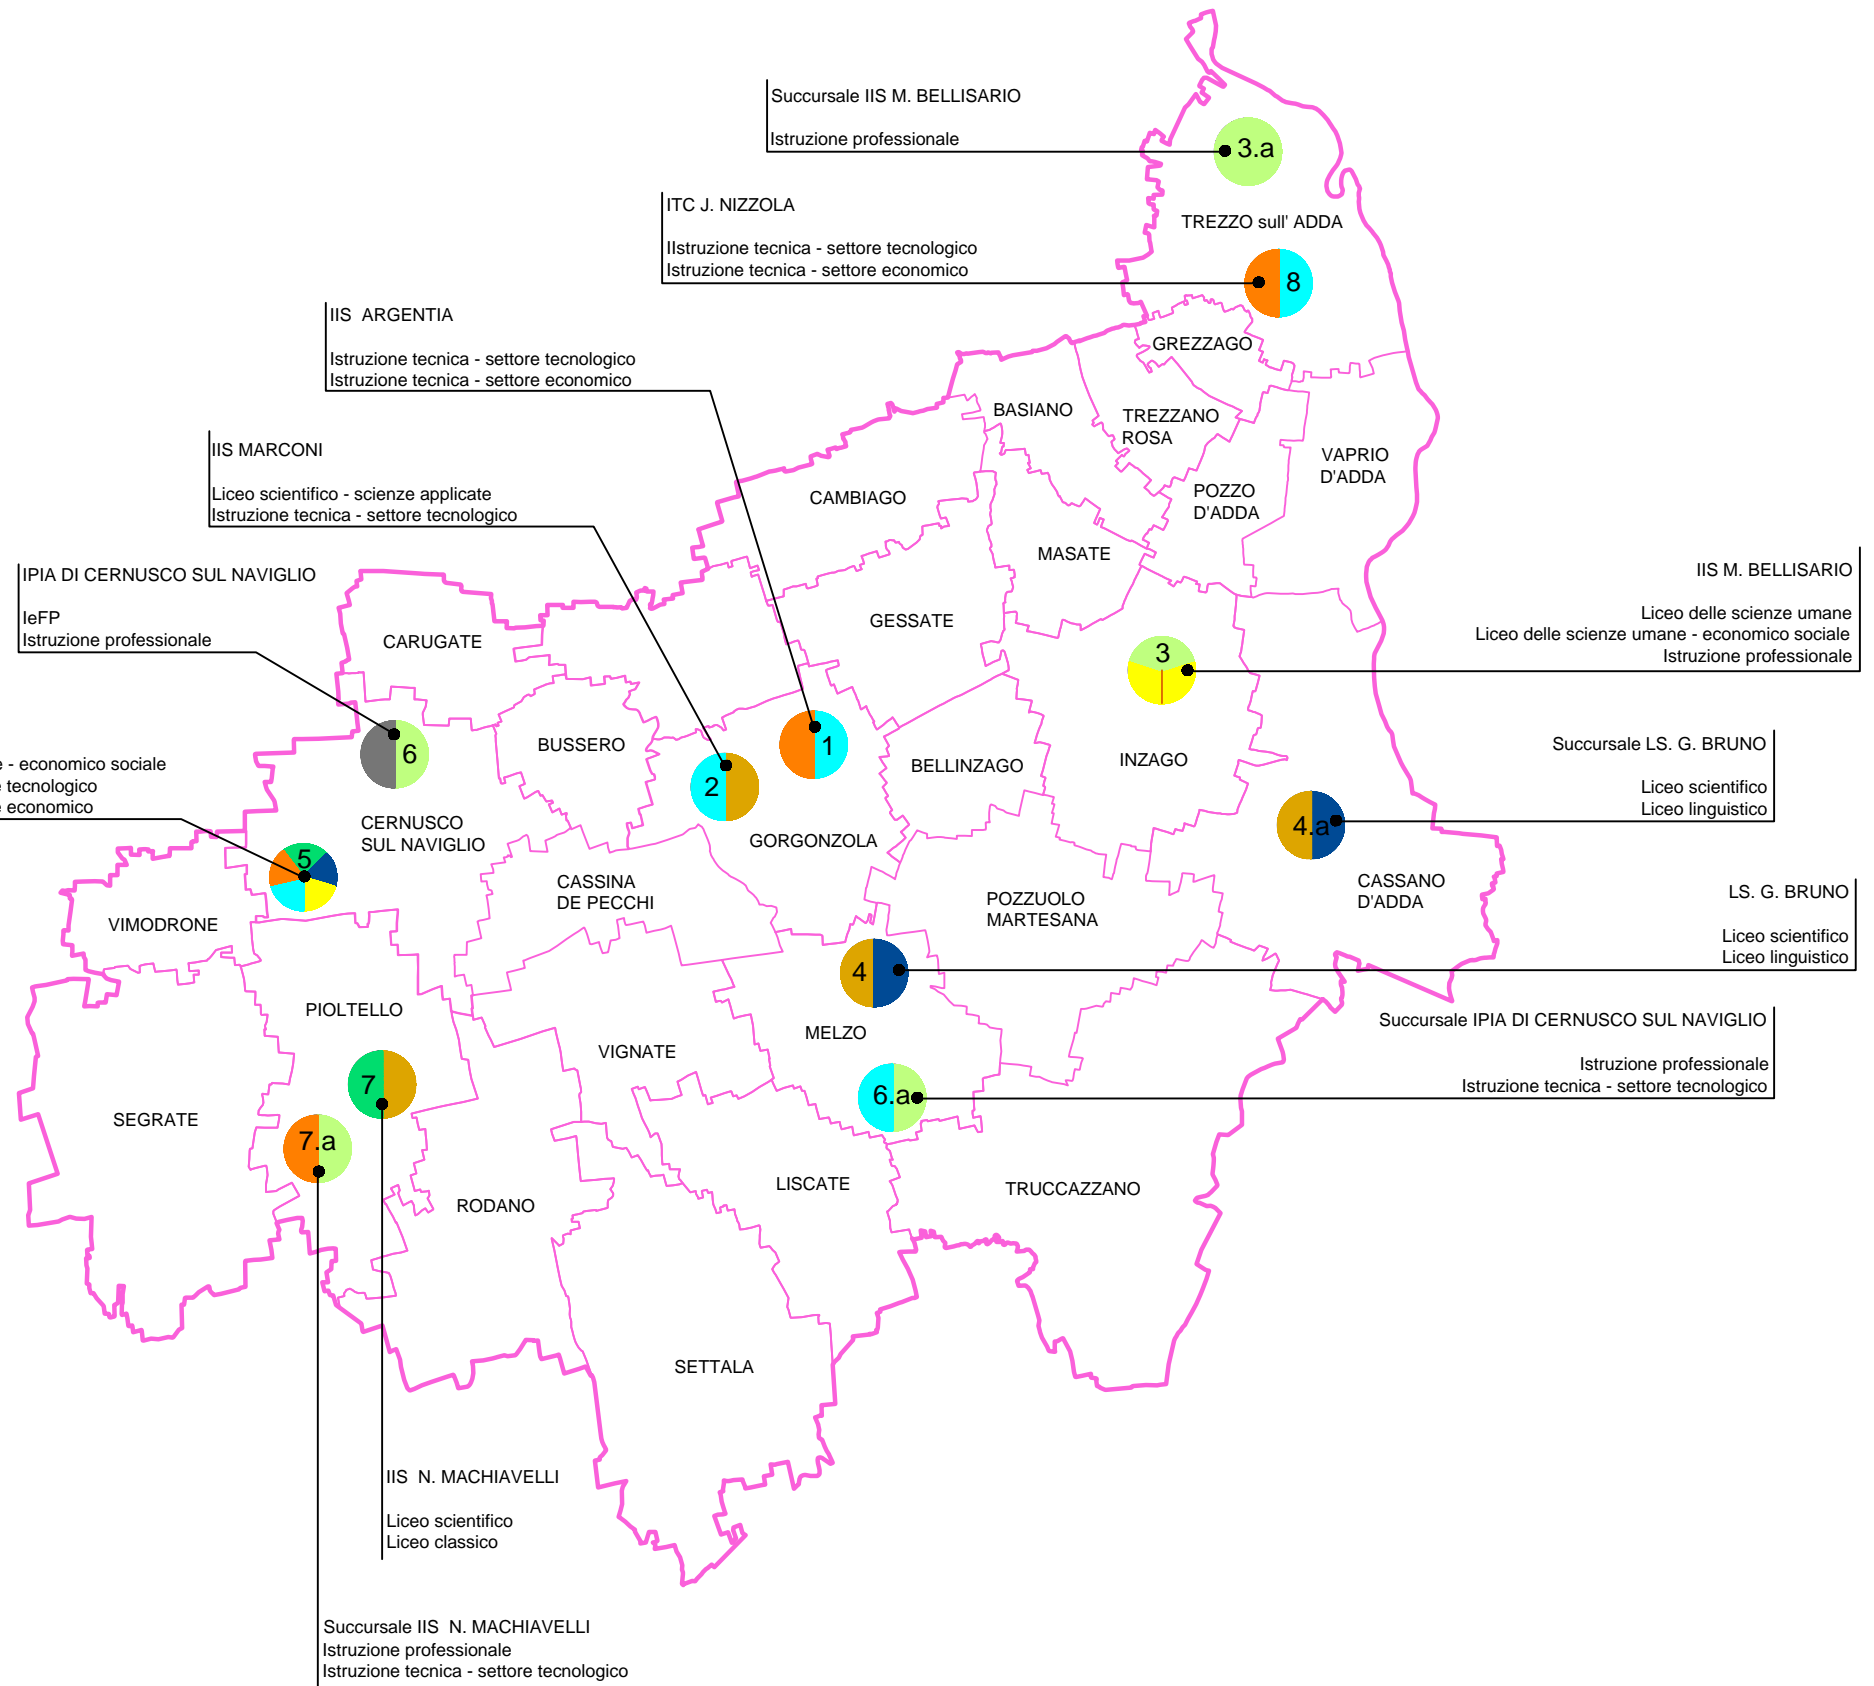 Succursale IIS M. BELLISARIO
Istruzione professionale
3.a
TREZZO sull' ADDA
ITC J. NIZZOLA
IIstruzione tecnica - settore tecnologico
Istruzione tecnica - settore economico
8
IIS ARGENTIA
Istruzione tecnica - settore tecnologico
Istruzione tecnica - settore economico
GREZZAGO
BASIANO
TREZZANO
ROSA
IIS MARCONI
Liceo scientifico - scienze applicate
Istruzione tecnica - settore tecnologico
VAPRIO
D'ADDA
CAMBIAGO
POZZO
D'ADDA
MASATE
IPIA DI CERNUSCO SUL NAVIGLIO
IeFP
Istruzione professionale
IIS M. BELLISARIO
Liceo delle scienze umane
Liceo delle scienze umane - economico sociale
Istruzione professionale
CARUGATE
GESSATE
3
6
BUSSERO
1
2
BELLINZAGO
INZAGO
Succursale LS. G. BRUNO
Liceo scientifico
Liceo linguistico
- economico sociale
tecnologico
economico
CERNUSCO
SUL NAVIGLIO
GORGONZOLA
4.a
5
CASSINA
DE PECCHI
POZZUOLO
MARTESANA
CASSANO
D'ADDA
VIMODRONE
LS. G. BRUNO
Liceo scientifico
Liceo linguistico
4
PIOLTELLO
MELZO
VIGNATE
Succursale IPIA DI CERNUSCO SUL NAVIGLIO
Istruzione professionale
Istruzione tecnica - settore tecnologico
7
6.a
SEGRATE
7.a
LISCATE
TRUCCAZZANO
RODANO
SETTALA
IIS N. MACHIAVELLI
Liceo scientifico
Liceo classico
Succursale IIS N. MACHIAVELLI
Istruzione professionale
Istruzione tecnica - settore tecnologico